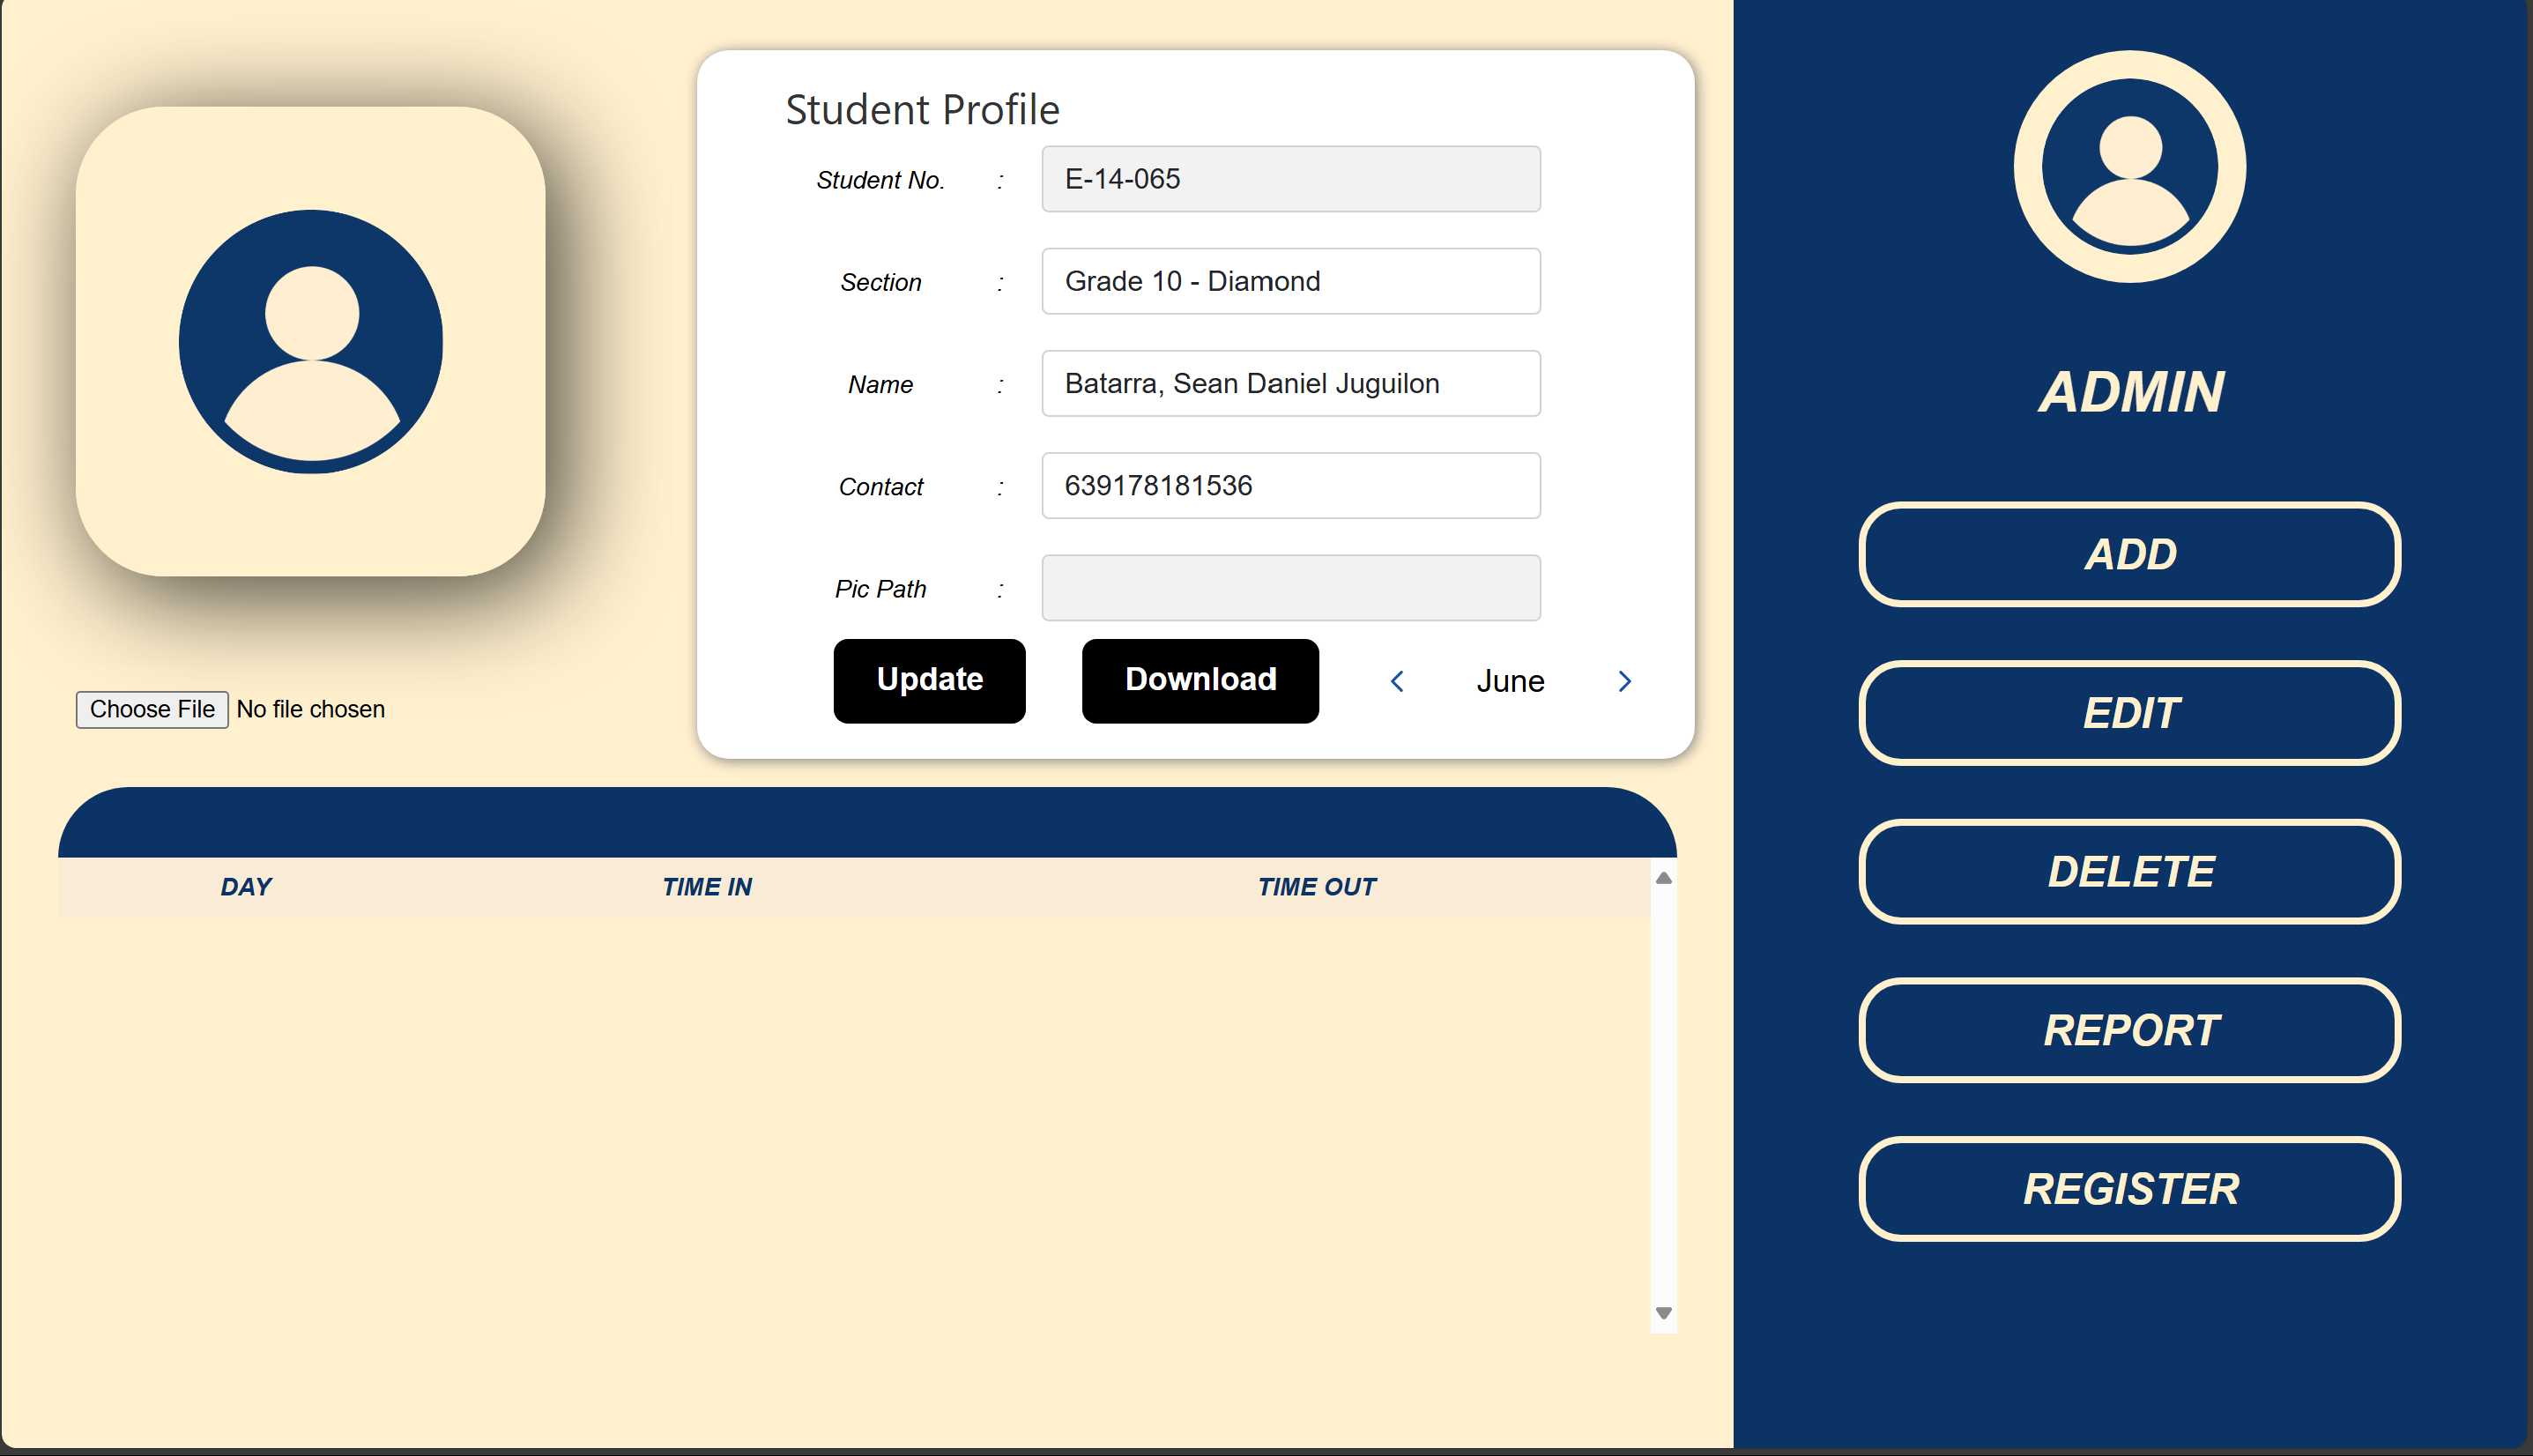 Student Profile
Student No. : E-14-065
Section : Grade 10 - Diamond
Name : Batarra, Sean Daniel Juguilon
Contact : 639178181536
Pic Path :
Update Download June
Choose File No file chosen
DAY TIME IN TIME OUT
ADMIN
ADD
EDIT
DELETE
REPORT
REGISTER